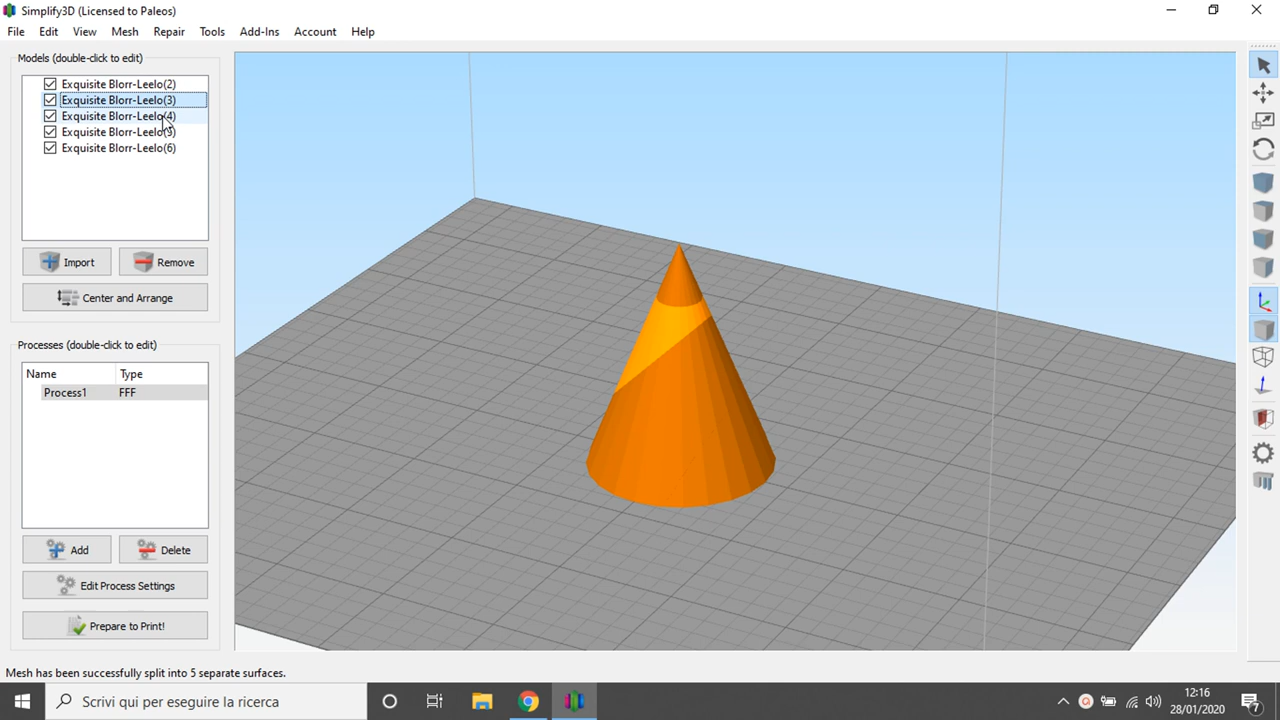 Simplify3D (Licensed to Paleos)
File Edit View Mesh Repair Tools Add-Ins Account Help
Models (double-click to edit)
Exquisite Blorr-Leelo(2)
Exquisite Blorr-Leelo(3)
Exquisite Blorr-Leelo(4)
Exquisite Blorr-Leelo(5)
Exquisite Blorr-Leelo(6)
Import Remove
Center and Arrange
Processes (double-click to edit)
Name Type
Process1 FFF
Add Delete
Edit Process Settings
Prepare to Print!
Mesh has been successfully split into 5 separate surfaces.
Scrivi qui per eseguire la ricerca
12:16
28/01/2020
7